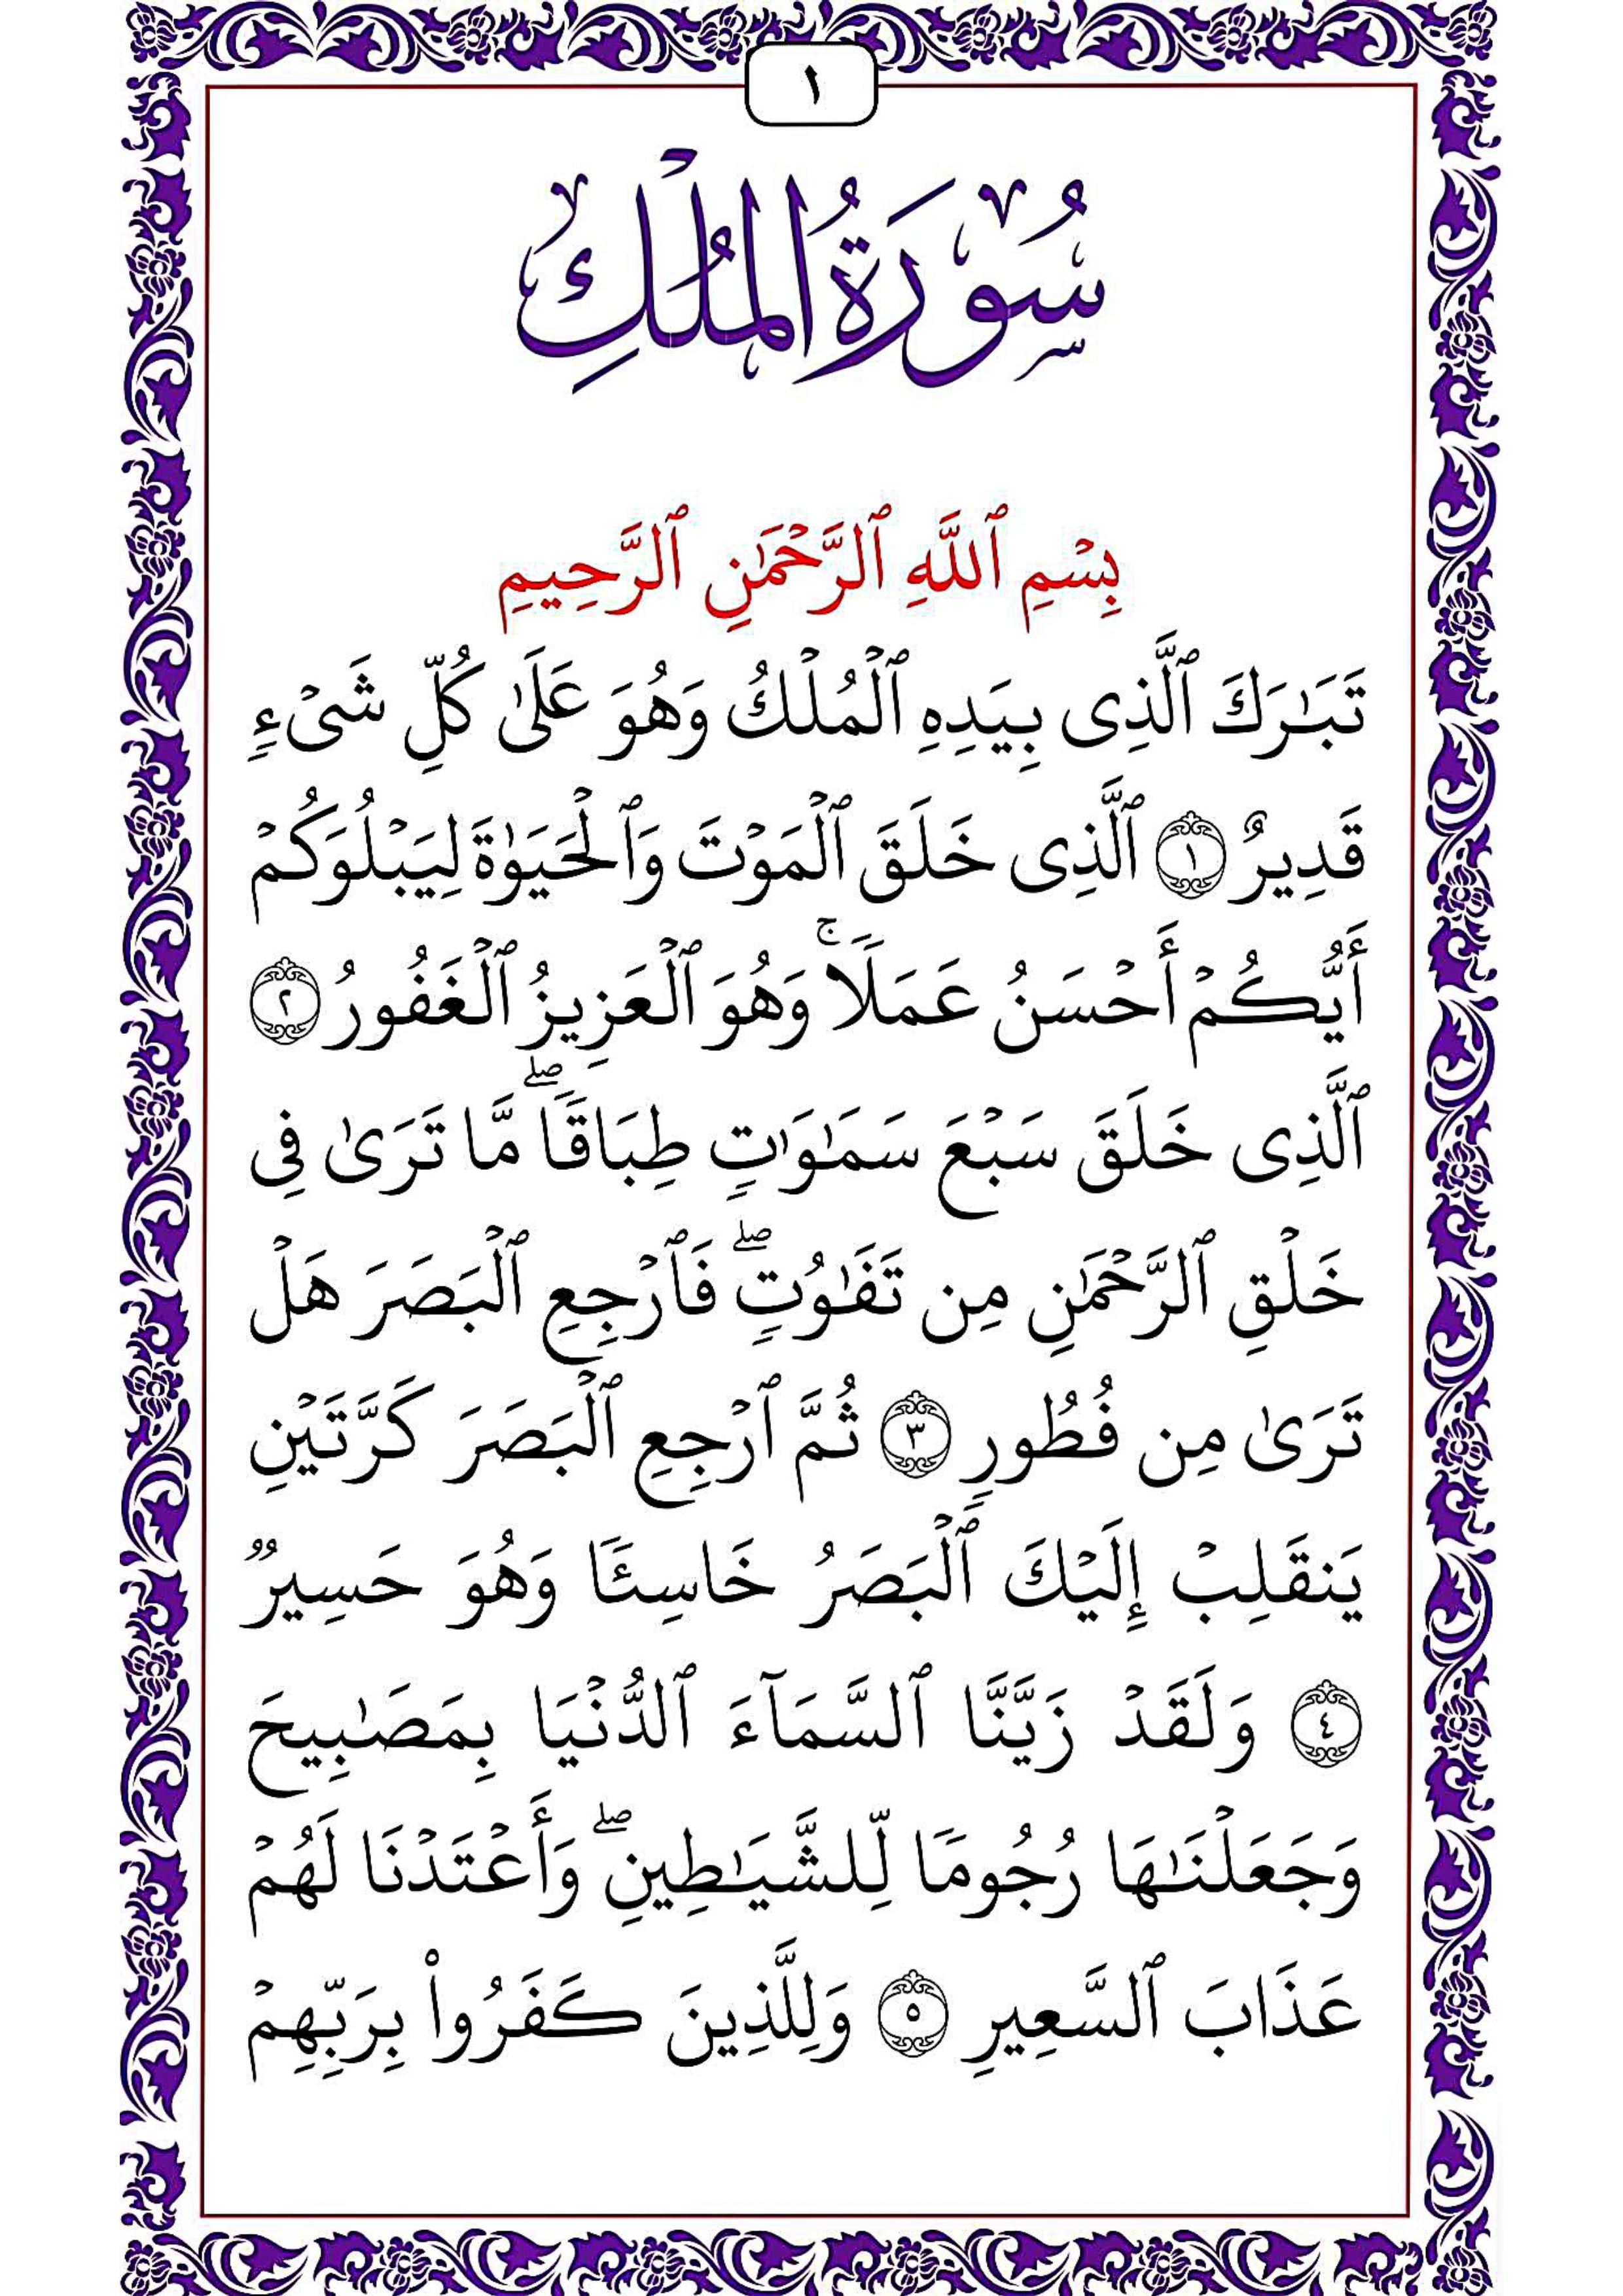 ١
سُورَةُ المُلْكِ
بِسْمِ ٱللَّهِ ٱلرَّحْمَٰنِ ٱلرَّحِيمِ
تَبَٰرَكَ ٱلَّذِى بِيَدِهِ ٱلْمُلْكُ وَهُوَ عَلَىٰ كُلِّ شَىْءٍ
قَدِيرٌ ١ ٱلَّذِى خَلَقَ ٱلْمَوْتَ وَٱلْحَيَوٰةَ لِيَبْلُوَكُمْ
أَيُّكُمْ أَحْسَنُ عَمَلًا ۚ وَهُوَ ٱلْعَزِيزُ ٱلْغَفُورُ ٢
ٱلَّذِى خَلَقَ سَبْعَ سَمَٰوَٰتٍ طِبَاقًا ۖ مَّا تَرَىٰ فِى
خَلْقِ ٱلرَّحْمَٰنِ مِن تَفَٰوُتٍ ۖ فَٱرْجِعِ ٱلْبَصَرَ هَلْ
تَرَىٰ مِن فُطُورٍ ٣ ثُمَّ ٱرْجِعِ ٱلْبَصَرَ كَرَّتَيْنِ
يَنقَلِبْ إِلَيْكَ ٱلْبَصَرُ خَاسِئًا وَهُوَ حَسِيرٌ
٤ وَلَقَدْ زَيَّنَّا ٱلسَّمَآءَ ٱلدُّنْيَا بِمَصَٰبِيحَ
وَجَعَلْنَٰهَا رُجُومًا لِّلشَّيَٰطِينِ ۖ وَأَعْتَدْنَا لَهُمْ
عَذَابَ ٱلسَّعِيرِ ٥ وَلِلَّذِينَ كَفَرُوا۟ بِرَبِّهِمْ